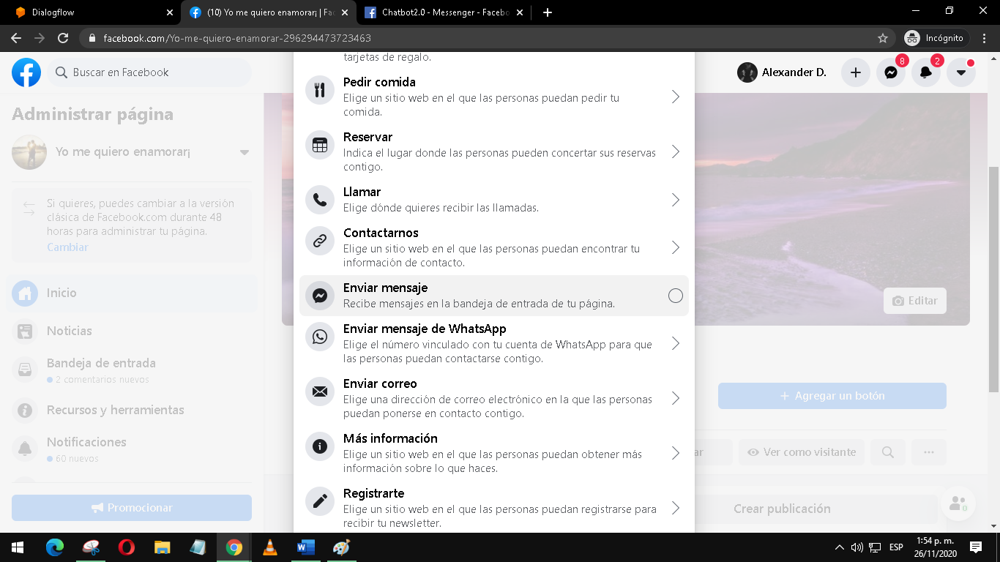 Dialogflow
(10) Yo me quiero enamorar¡ | Fac
Chatbot2.0 - Messenger - Facebo
facebook.com/Yo-me-quiero-enamorar-296294473723463
Incógnito
Buscar en Facebook
Alexander D.
8
2
Administrar página
Yo me quiero enamorar¡
Si quieres, puedes cambiar a la versión
clásica de Facebook.com durante 48
horas para administrar tu página.
Cambiar
Inicio
Noticias
Bandeja de entrada
2 comentarios nuevos
Recursos y herramientas
Notificaciones
60 nuevos
Promocionar
tarjetas de regalo.
Pedir comida
Elige un sitio web en el que las personas puedan pedir tu
comida.
Reservar
Indica el lugar donde las personas pueden concertar sus reservas
contigo.
Llamar
Elige dónde quieres recibir las llamadas.
Contactarnos
Elige un sitio web en el que las personas puedan encontrar tu
información de contacto.
Enviar mensaje
Recibe mensajes en la bandeja de entrada de tu página.
Enviar mensaje de WhatsApp
Elige el número vinculado con tu cuenta de WhatsApp para que
las personas puedan contactarse contigo.
Enviar correo
Elige una dirección de correo electrónico en la que las personas
puedan ponerse en contacto contigo.
Más información
Elige un sitio web en el que las personas puedan obtener más
información sobre lo que haces.
Registrarte
Elige un sitio web en el que las personas puedan registrarse para
recibir tu newsletter.
Editar
+ Agregar un botón
ar
Ver como visitante
Crear publicación
0
ESP
1:54 p. m.
26/11/2020